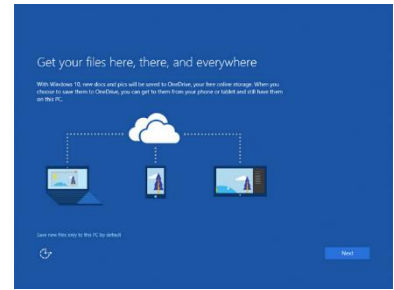 Get your files here, there, and everywhere
With Windows 10, new docs and pics will be saved to OneDrive, your free online storage. When you
choose to save them to OneDrive, you can get to them from your phone or tablet and still have them
on this PC.
Save new files only to this PC by default
Next